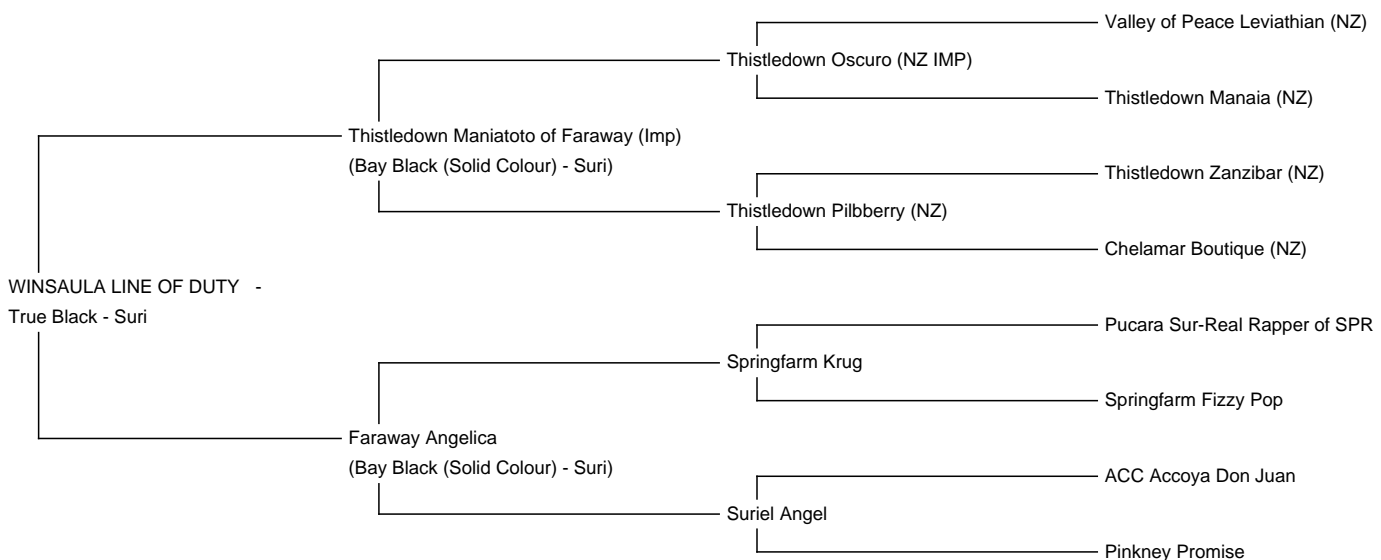 Valley of Peace Leviathian (NZ)
Thistledown Oscuro (NZ IMP)
Thistledown Manaia (NZ)
Thistledown Maniatoto of Faraway (Imp)
(Bay Black (Solid Colour) - Suri)
Thistledown Zanzibar (NZ)
Thistledown Pilbberry (NZ)
Chelamar Boutique (NZ)
WINSAULA LINE OF DUTY -
True Black - Suri
Pucara Sur-Real Rapper of SPR
Springfarm Krug
Springfarm Fizzy Pop
Faraway Angelica
(Bay Black (Solid Colour) - Suri)
ACC Accoya Don Juan
Suriel Angel
Pinkney Promise